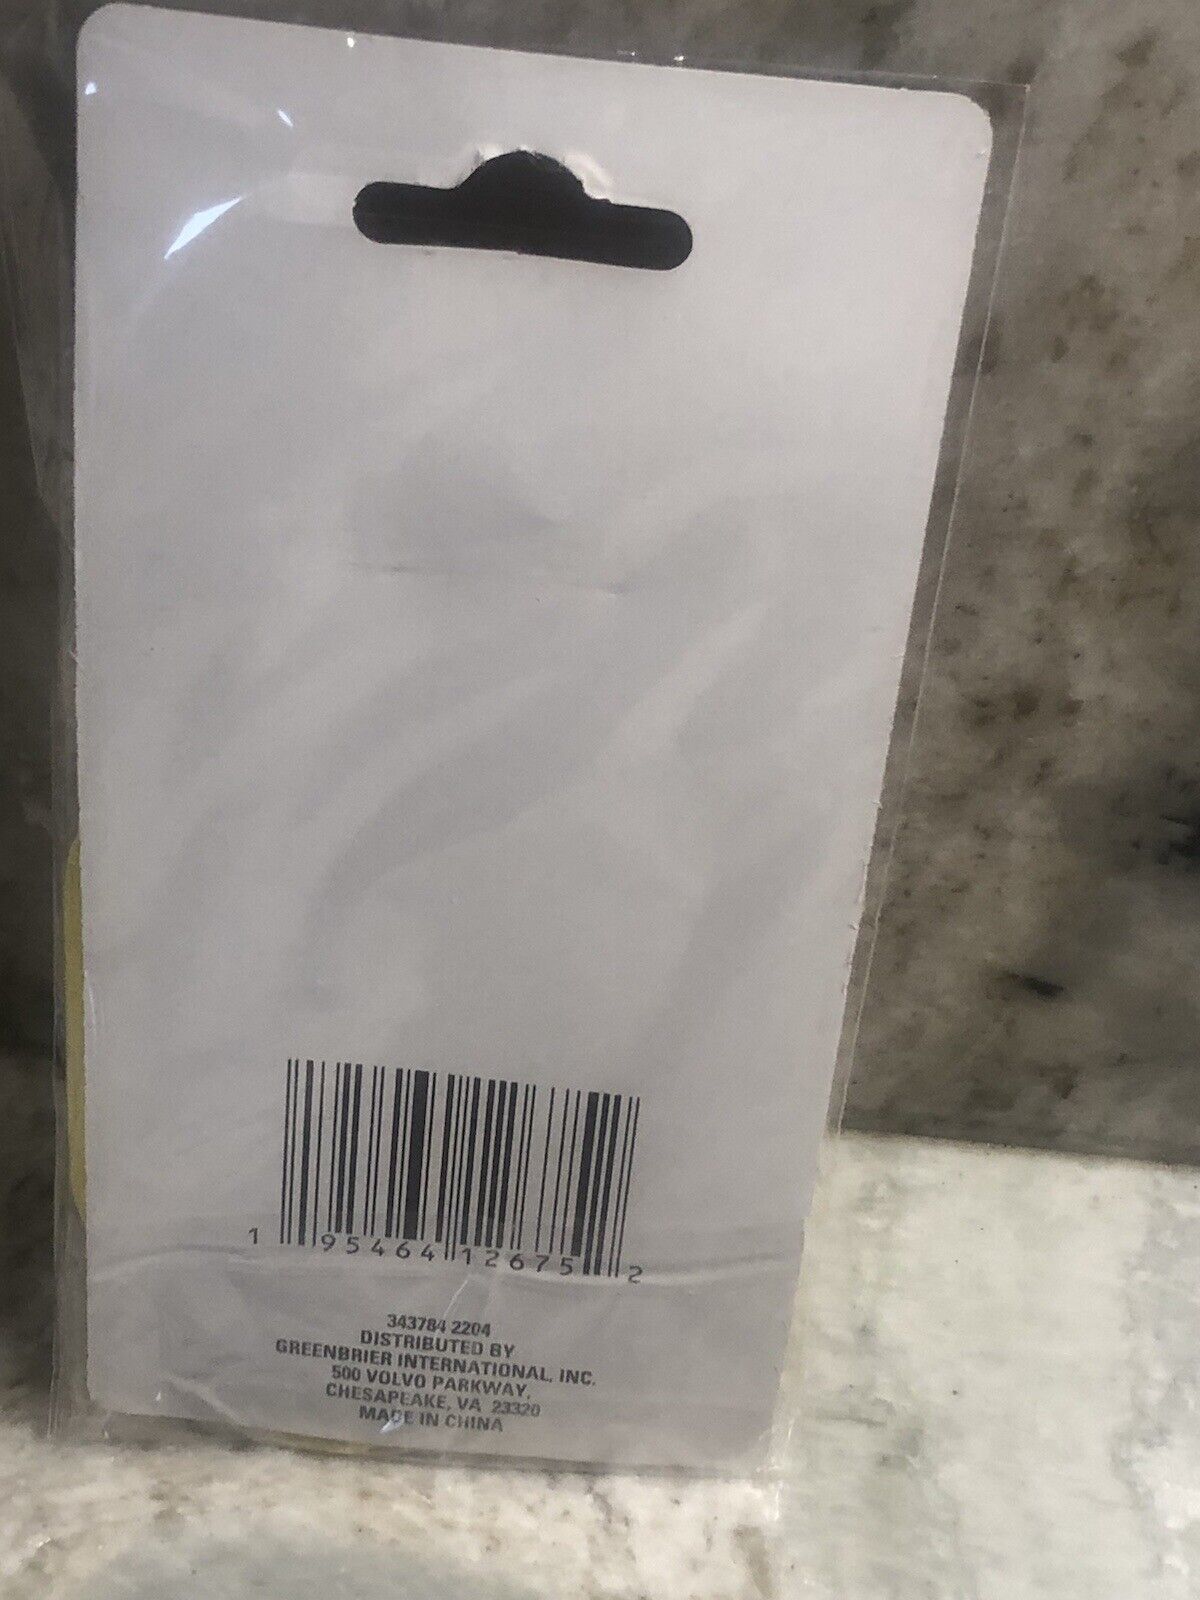 1 95464 12675 2
343784 2204
DISTRIBUTED BY
GREENBRIER INTERNATIONAL, INC.
500 VOLVO PARKWAY,
CHESAPEAKE, VA 23320
MADE IN CHINA